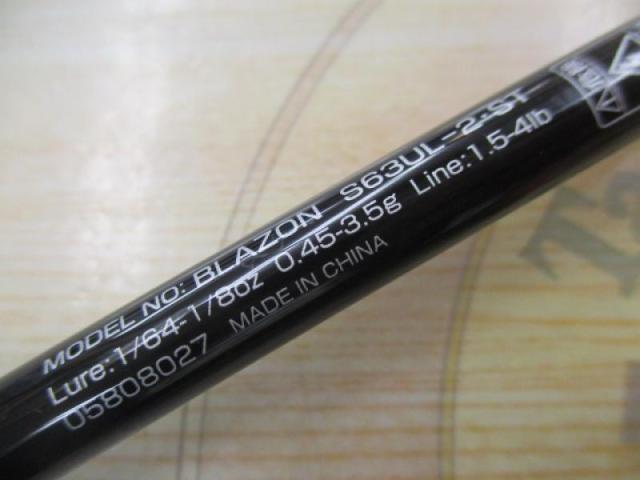 MODEL NO: BLAZON S63UL-2·ST
Lure:1/64-1/8oz 0.45-3.5g Line:1.5-4lb
05808027 MADE IN CHINA